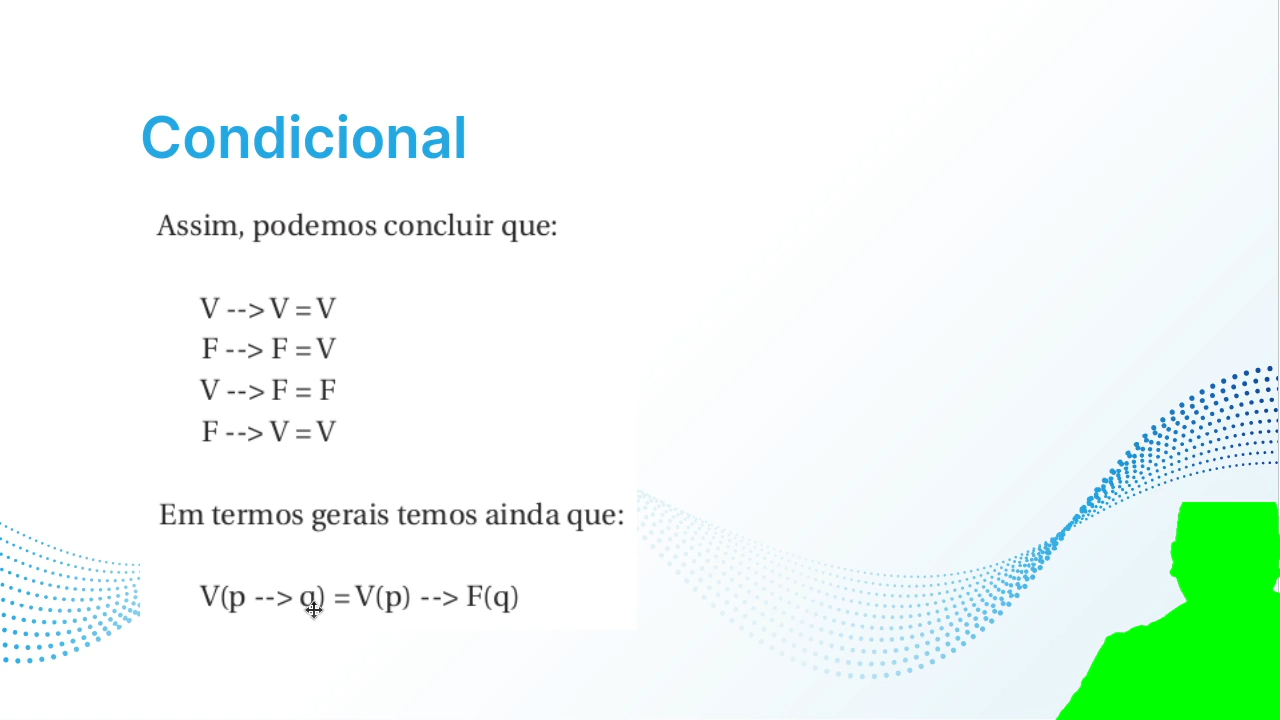 Condicional
Assim, podemos concluir que:
V --> V = V
F --> F = V
V --> F = F
F --> V = V
Em termos gerais temos ainda que:
V(p --> q) = V(p) --> F(q)